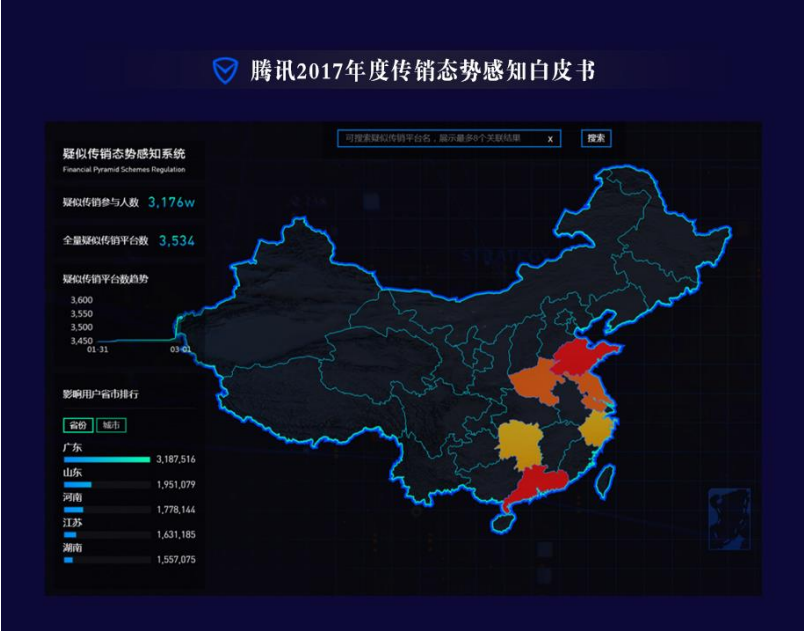 腾讯2017年度传销态势感知白皮书
可搜索疑似传销平台名，展示最多8个关联结果 x 搜索
疑似传销态势感知系统
Financial Pyramid Schemes Regulation
疑似传销参与人数 3,176w
全量疑似传销平台数 3,534
疑似传销平台数趋势
3,600
3,550
3,500
3,450
01-31 03-01
影响用户省市排行
省份 城市
广东
3,187,516
山东
1,951,079
河南
1,778,144
江苏
1,631,185
湖南
1,557,075